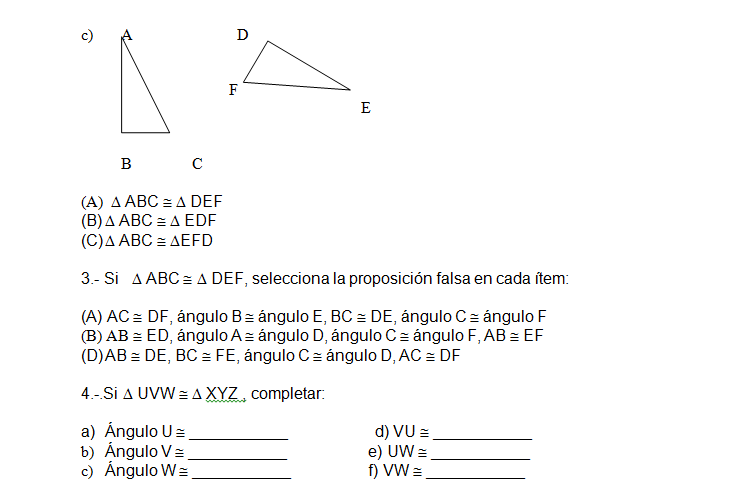 c) A D
F
E
B C
(A) Δ ABC ≅ Δ DEF
(B) Δ ABC ≅ Δ EDF
(C) Δ ABC ≅ ΔEFD
3.- Si Δ ABC ≅ Δ DEF, selecciona la proposición falsa en cada ítem:
(A) AC ≅ DF, ángulo B ≅ ángulo E, BC ≅ DE, ángulo C ≅ ángulo F
(B) AB ≅ ED, ángulo A ≅ ángulo D, ángulo C ≅ ángulo F, AB ≅ EF
(D)AB ≅ DE, BC ≅ FE, ángulo C ≅ ángulo D, AC ≅ DF
4.-.Si Δ UVW ≅ Δ XYZ , completar:
a) Ángulo U ≅ ____________ d) VU ≅ ____________
b) Ángulo V ≅ ____________ e) UW ≅ ____________
c) Ángulo W ≅ ____________ f) VW ≅ ____________